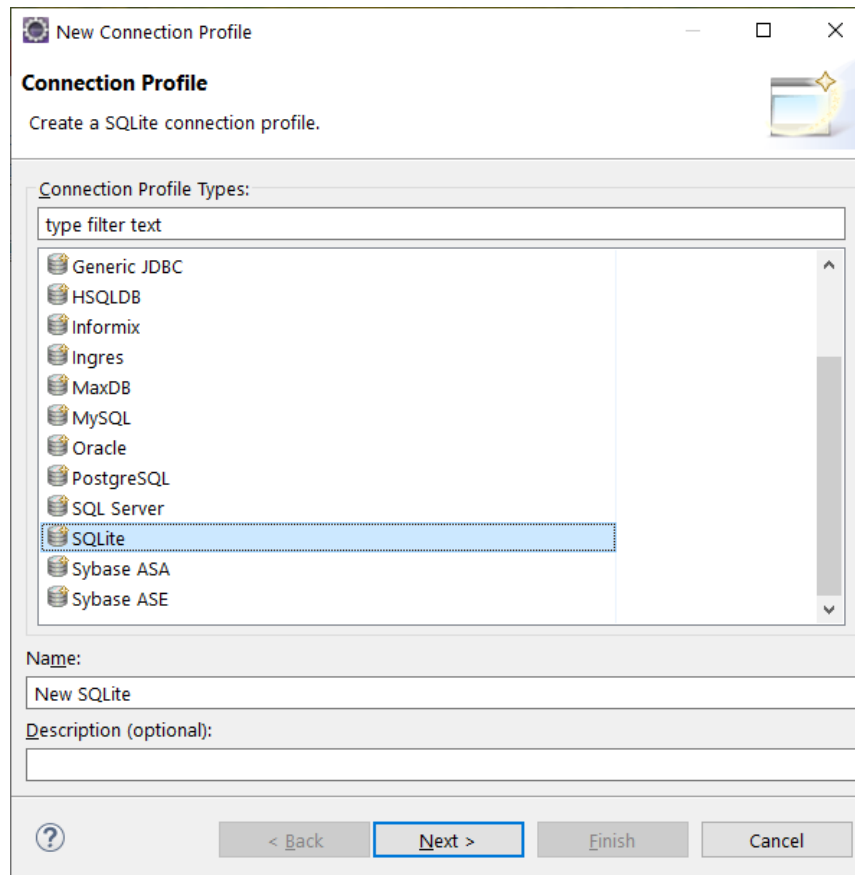 New Connection Profile
Connection Profile
Create a SQLite connection profile.
Connection Profile Types:
type filter text
Generic JDBC
HSQLDB
Informix
Ingres
MaxDB
MySQL
Oracle
PostgreSQL
SQL Server
SQLite
Sybase ASA
Sybase ASE
Name:
New SQLite
Description (optional):
? < Back Next > Finish Cancel